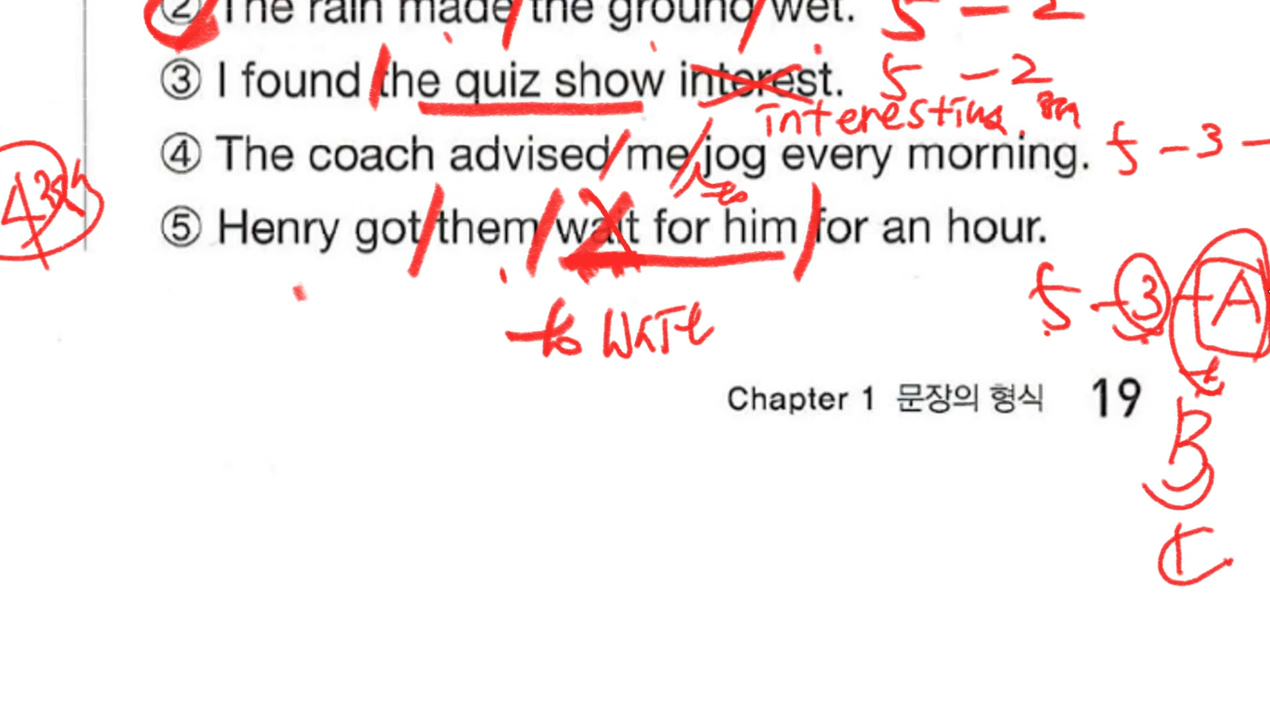 ② The rain made the ground wet. 5 - 2
③ I found the quiz show interest. 5 - 2
interesting
④ The coach advised me jog every morning. 5 - 3 -
⑤ Henry got them wait for him for an hour.
5 - 3 - A
to wait
Chapter 1 문장의 형식 19
B